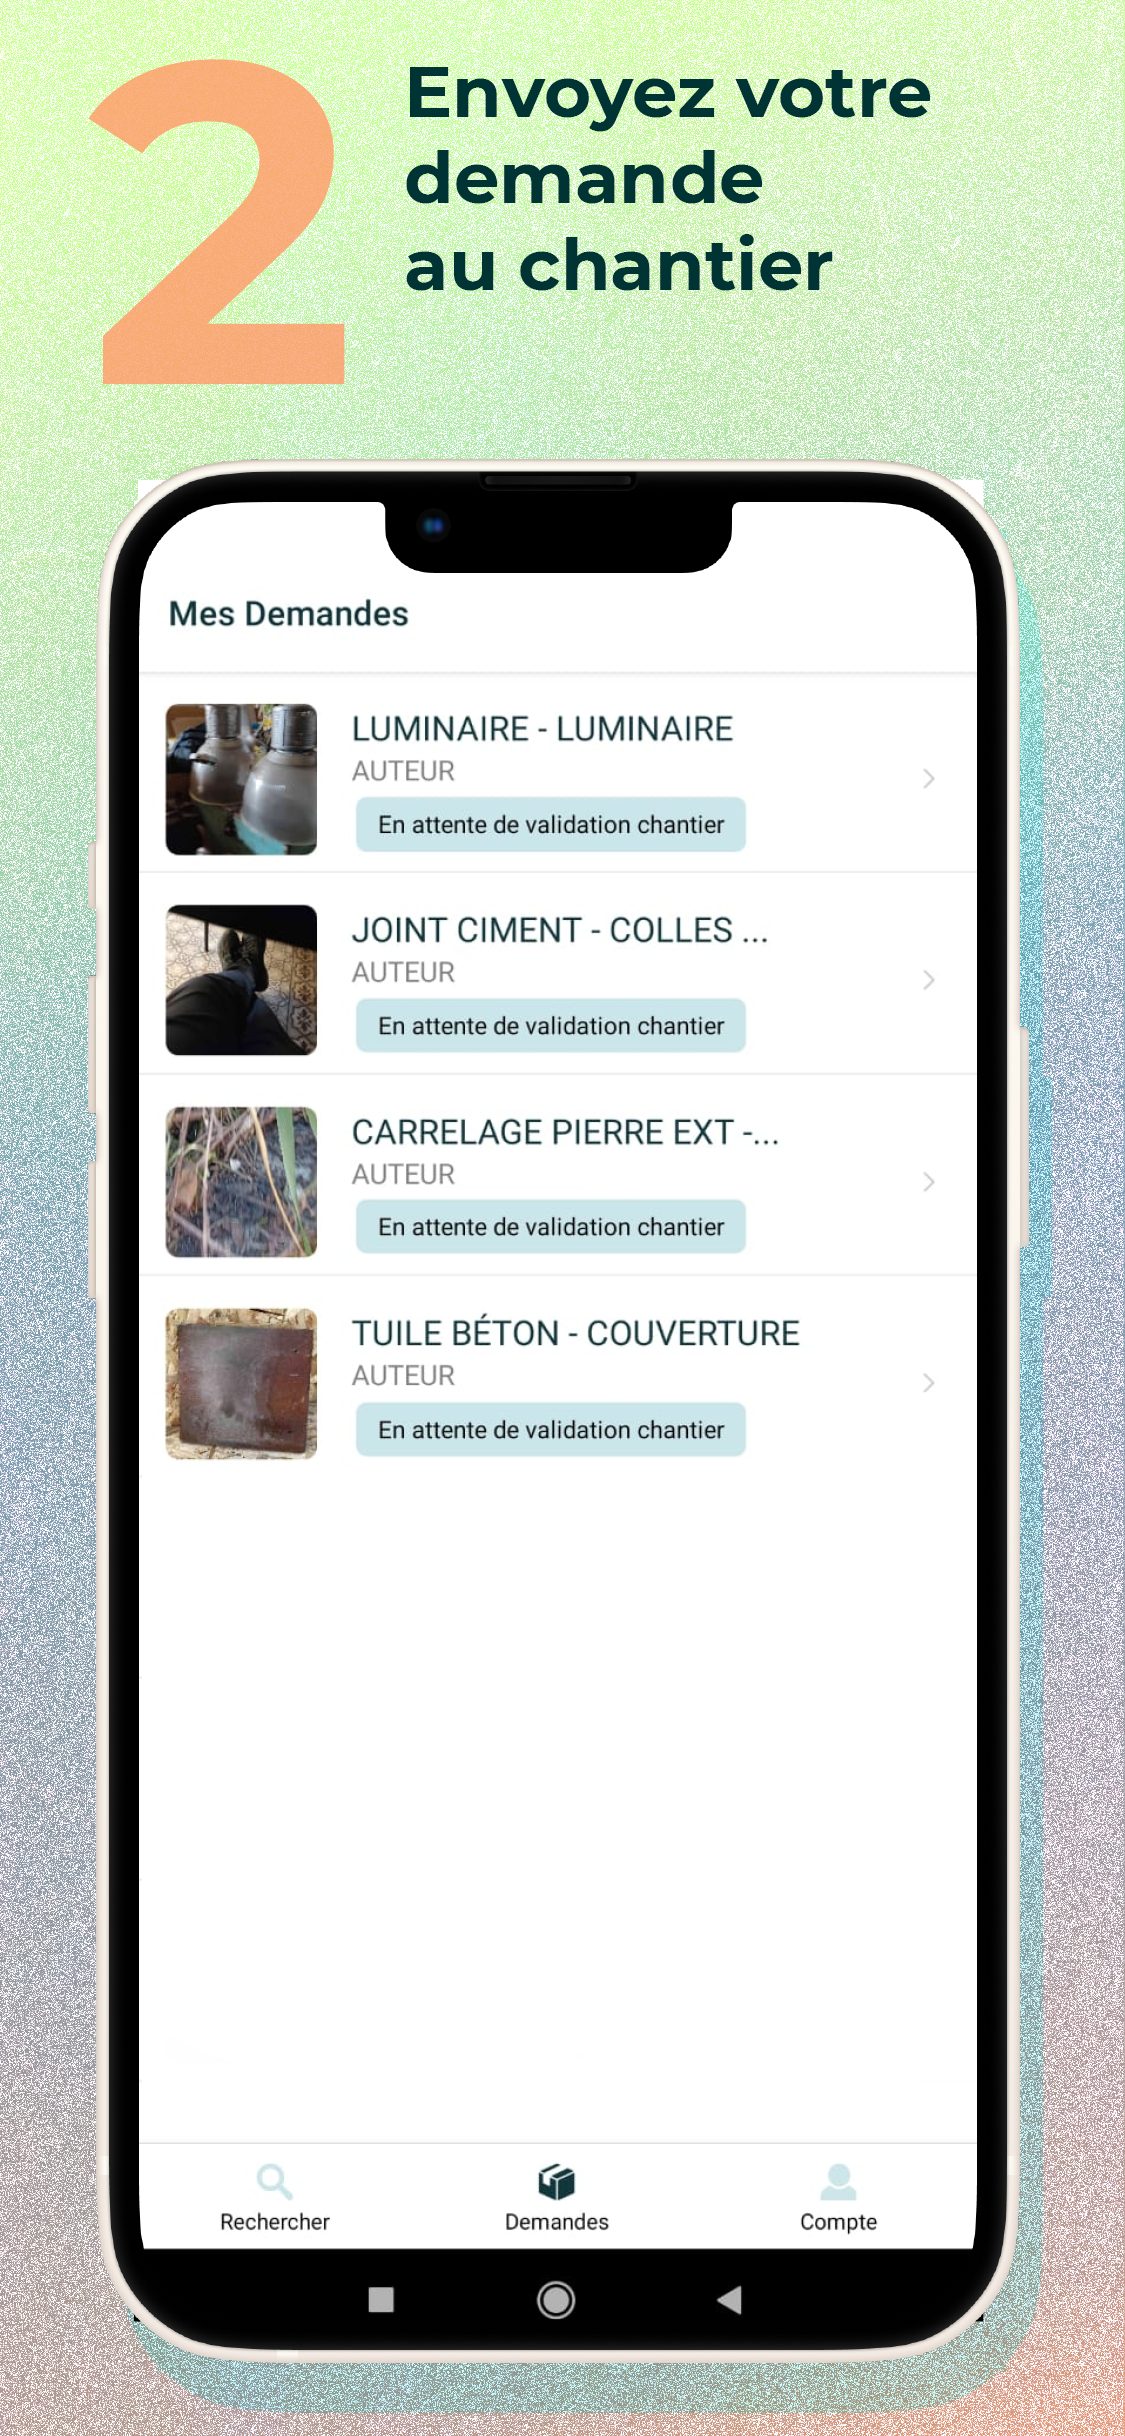 2
Envoyez votre
demande
au chantier
Mes Demandes
LUMINAIRE - LUMINAIRE
AUTEUR
En attente de validation chantier
JOINT CIMENT - COLLES ...
AUTEUR
En attente de validation chantier
CARRELAGE PIERRE EXT -...
AUTEUR
En attente de validation chantier
TUILE BÉTON - COUVERTURE
AUTEUR
En attente de validation chantier
Rechercher
Demandes
Compte